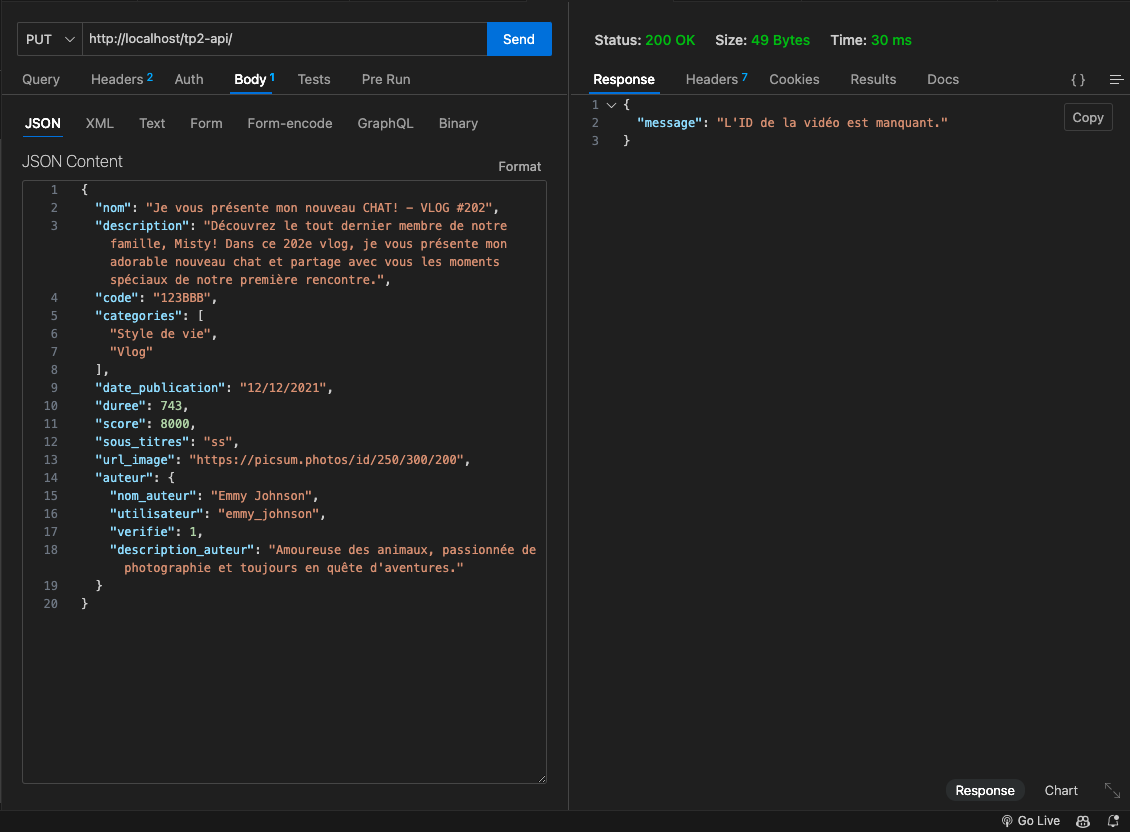 PUT http://localhost/tp2-api/ Send
Query Headers 2 Auth Body 1 Tests Pre Run
JSON XML Text Form Form-encode GraphQL Binary
JSON Content
Format
1 {
2 "nom": "Je vous présente mon nouveau CHAT! - VLOG #202",
3 "description": "Découvrez le tout dernier membre de notre
famille, Misty! Dans ce 202e vlog, je vous présente mon
adorable nouveau chat et partage avec vous les moments
spéciaux de notre première rencontre.",
4 "code": "123BBB",
5 "categories": [
6 "Style de vie",
7 "Vlog"
8 ],
9 "date_publication": "12/12/2021",
10 "duree": 743,
11 "score": 8000,
12 "sous_titres": "ss",
13 "url_image": "https://picsum.photos/id/250/300/200",
14 "auteur": {
15 "nom_auteur": "Emmy Johnson",
16 "utilisateur": "emmy_johnson",
17 "verifie": 1,
18 "description_auteur": "Amoureuse des animaux, passionnée de
photographie et toujours en quête d'aventures."
19 }
20 }
Status: 200 OK Size: 49 Bytes Time: 30 ms
Response Headers 7 Cookies Results Docs { }
1 {
2 "message": "L'ID de la vidéo est manquant."
3 }
Copy
Response Chart
Go Live